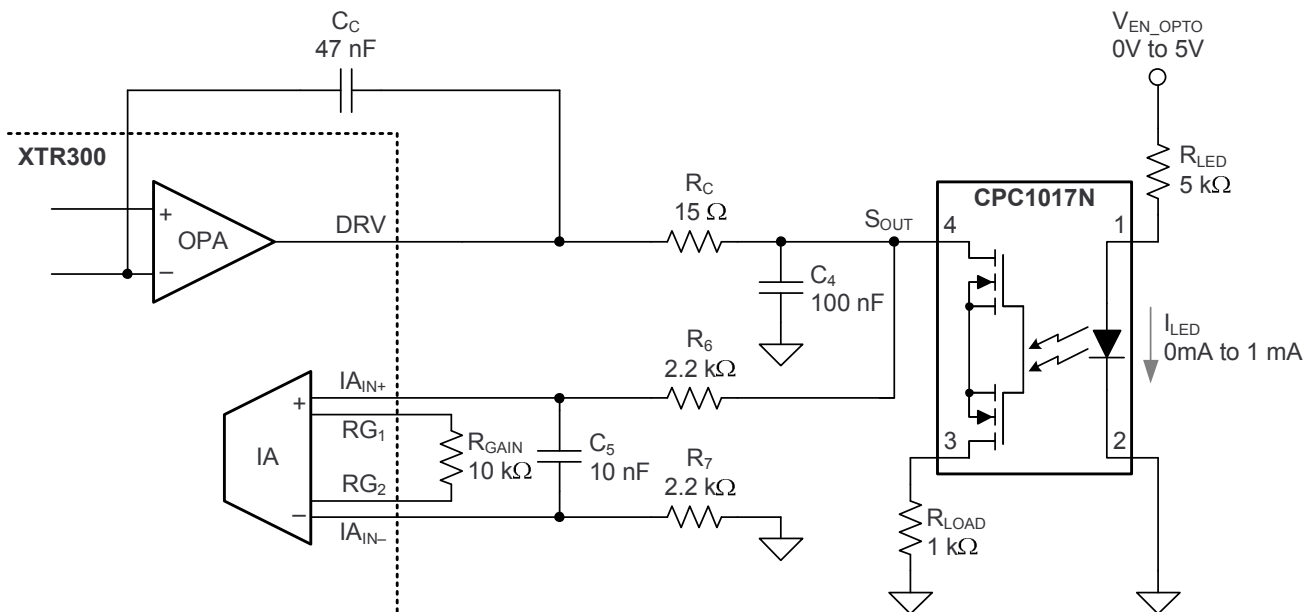 C_C
47 nF
XTR300
+
OPA
−
DRV
R_C
15 Ω
S_OUT
C_4
100 nF
R_6
2.2 kΩ
IA_IN+
+
RG_1
IA
R_GAIN
10 kΩ
RG_2
−
IA_IN–
C_5
10 nF
R_7
2.2 kΩ
V_EN_OPTO
0V to 5V
R_LED
5 kΩ
CPC1017N
4
1
I_LED
0mA to 1 mA
3
2
R_LOAD
1 kΩ